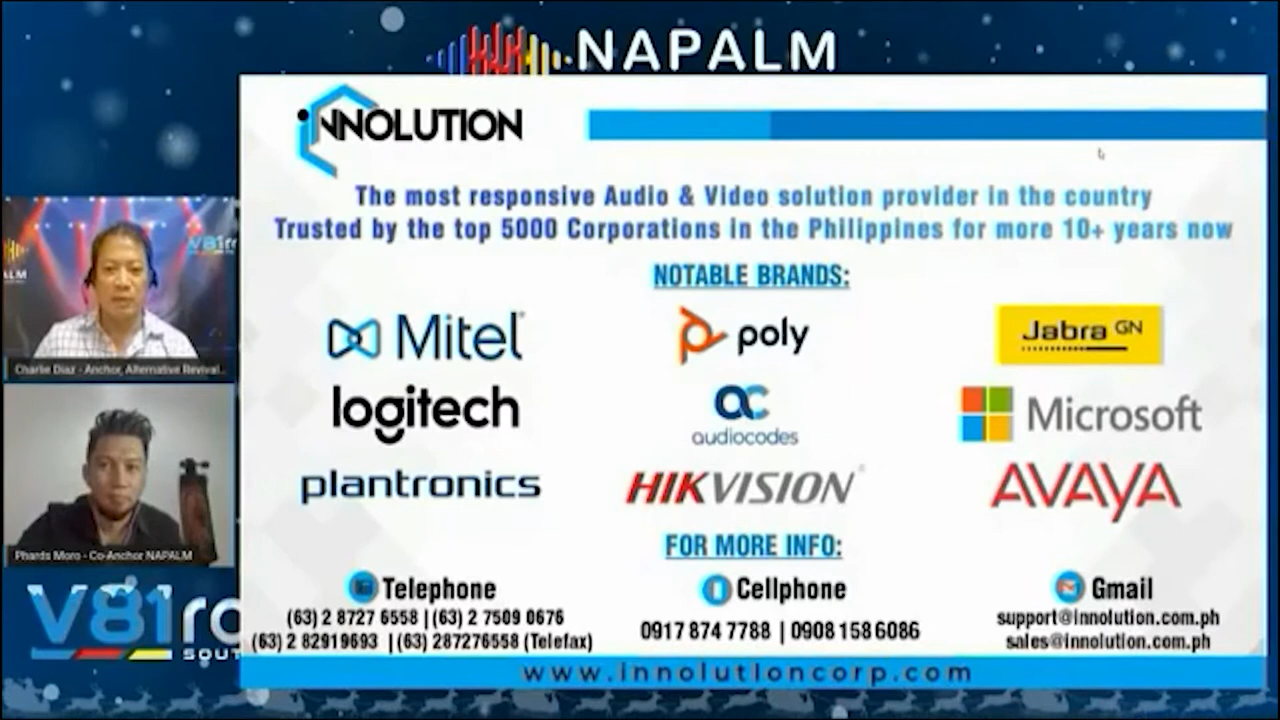 NAPALM
INNOLUTION
The most responsive Audio & Video solution provider in the country
Trusted by the top 5000 Corporations in the Philippines for more 10+ years now
NOTABLE BRANDS:
Mitel
poly
Jabra GN
logitech
audiocodes
Microsoft
plantronics
HIKVISION
AVAYA
FOR MORE INFO:
Telephone
(63) 2 8727 6558 | (63) 2 7509 0676
(63) 2 82919693 | (63) 287276558 (Telefax)
Cellphone
0917 874 7788 | 0908 158 6086
Gmail
support@innolution.com.ph
sales@innolution.com.ph
www.innolutioncorp.com
V81
Charlie Diaz - Anchor, Alternative Revival...
Phards Moro - Co-Anchor NAPALM
V81ro
SOUT